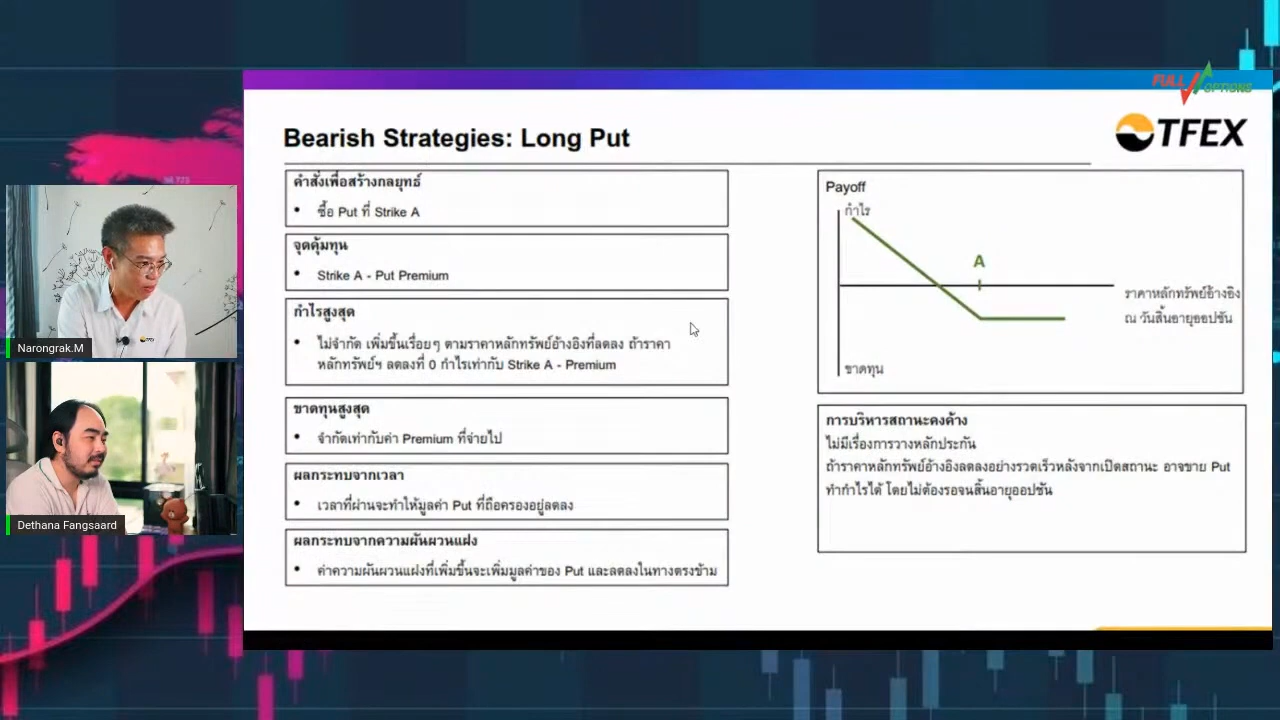 FULL OPTIONS
TFEX
Bearish Strategies: Long Put
คำสั่งเพื่อสร้างกลยุทธ์
• ซื้อ Put ที่ Strike A
จุดคุ้มทุน
• Strike A - Put Premium
กำไรสูงสุด
• ไม่จำกัด เพิ่มขึ้นเรื่อยๆ ตามราคาหลักทรัพย์อ้างอิงที่ลดลง ถ้าราคา
หลักทรัพย์ฯ ลดลงที่ 0 กำไรเท่ากับ Strike A - Premium
ขาดทุนสูงสุด
• จำกัดเท่ากับค่า Premium ที่จ่ายไป
ผลกระทบจากเวลา
• เวลาที่ผ่านจะทำให้มูลค่า Put ที่ถือครองอยู่ลดลง
ผลกระทบจากความผันผวนแฝง
• ค่าความผันผวนแฝงที่เพิ่มขึ้นจะเพิ่มมูลค่าของ Put และลดลงในทางตรงข้าม
Payoff
กำไร
A
ราคาหลักทรัพย์อ้างอิง
ณ วันสิ้นอายุออปชัน
ขาดทุน
การบริหารสถานะคงค้าง
ไม่มีเรื่องการวางหลักประกัน
ถ้าราคาหลักทรัพย์อ้างอิงลดลงอย่างรวดเร็วหลังจากเปิดสถานะ อาจขาย Put
ทำกำไรได้ โดยไม่ต้องรอจนสิ้นอายุออปชัน
Narongrak.M
Dethana Fangsaard